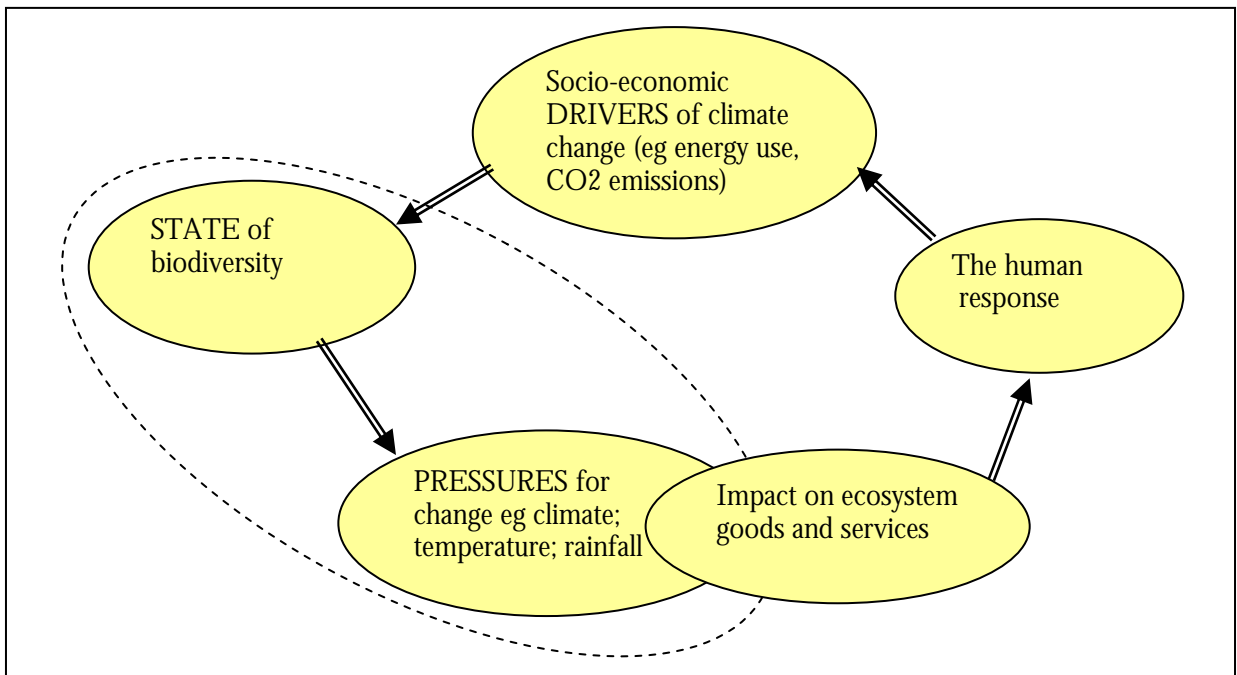 Socio-economic
DRIVERS of climate
change (eg energy use,
CO2 emissions)
STATE of
biodiversity
The human
response
PRESSURES for
change eg climate;
temperature; rainfall
Impact on ecosystem
goods and services